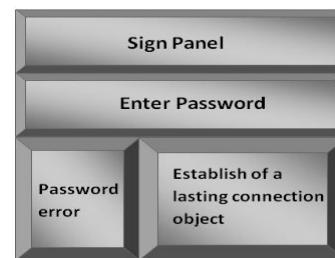 Sign Panel
Enter Password
Password
error
Establish of a
lasting connection
object